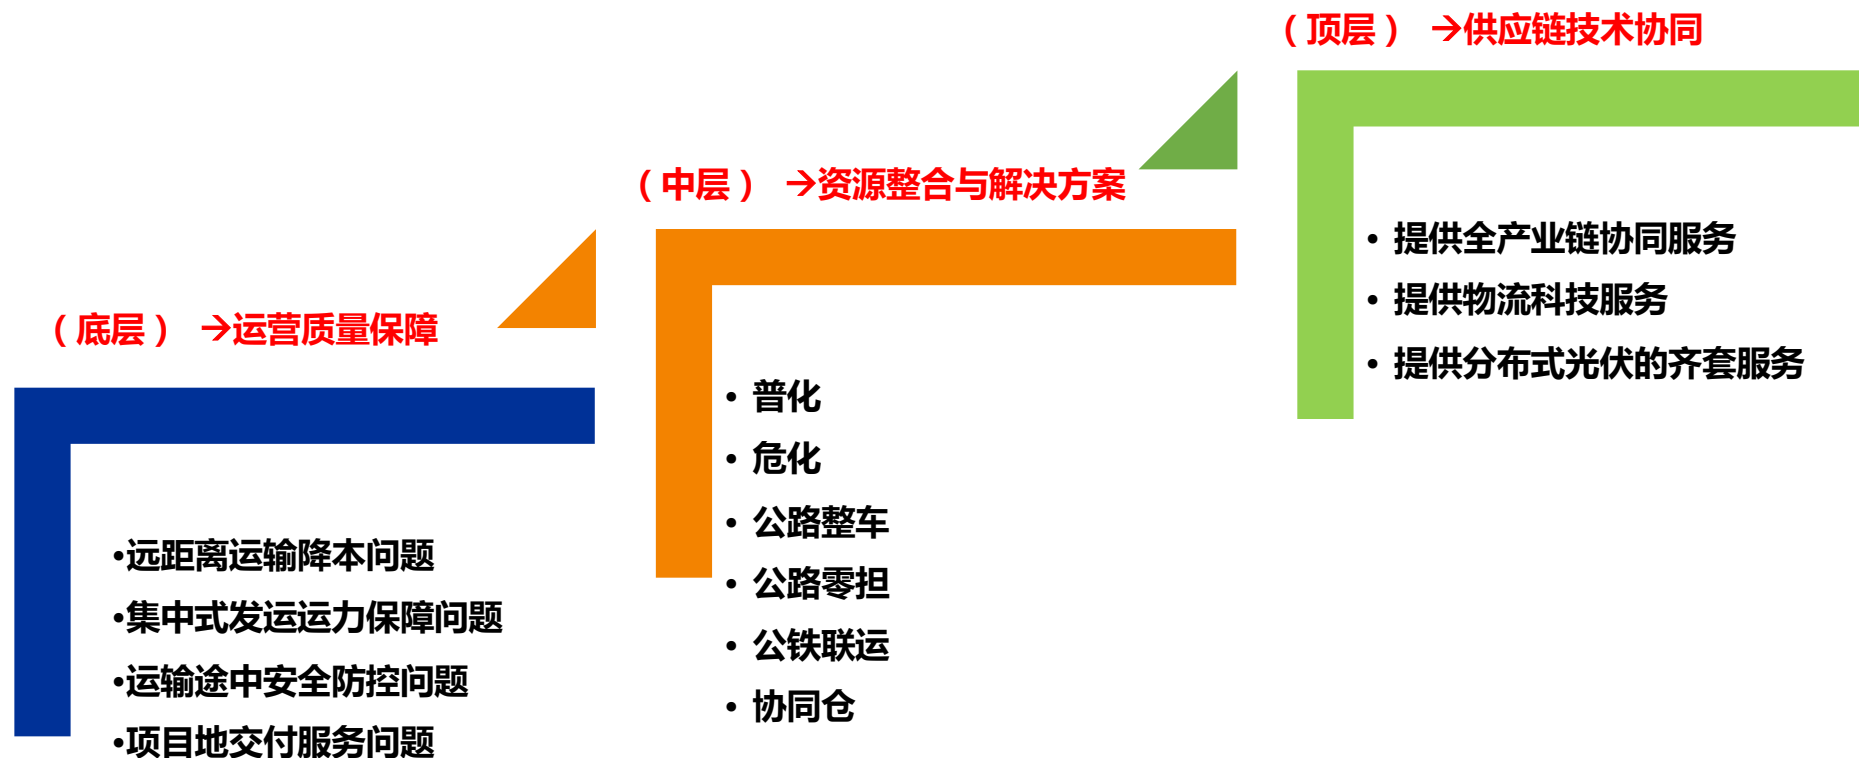 （底层） →运营质量保障
•远距离运输降本问题
•集中式发运运力保障问题
•运输途中安全防控问题
•项目地交付服务问题
（中层） →资源整合与解决方案
• 普化
• 危化
• 公路整车
• 公路零担
• 公铁联运
• 协同仓
（顶层） →供应链技术协同
• 提供全产业链协同服务
• 提供物流科技服务
• 提供分布式光伏的齐套服务